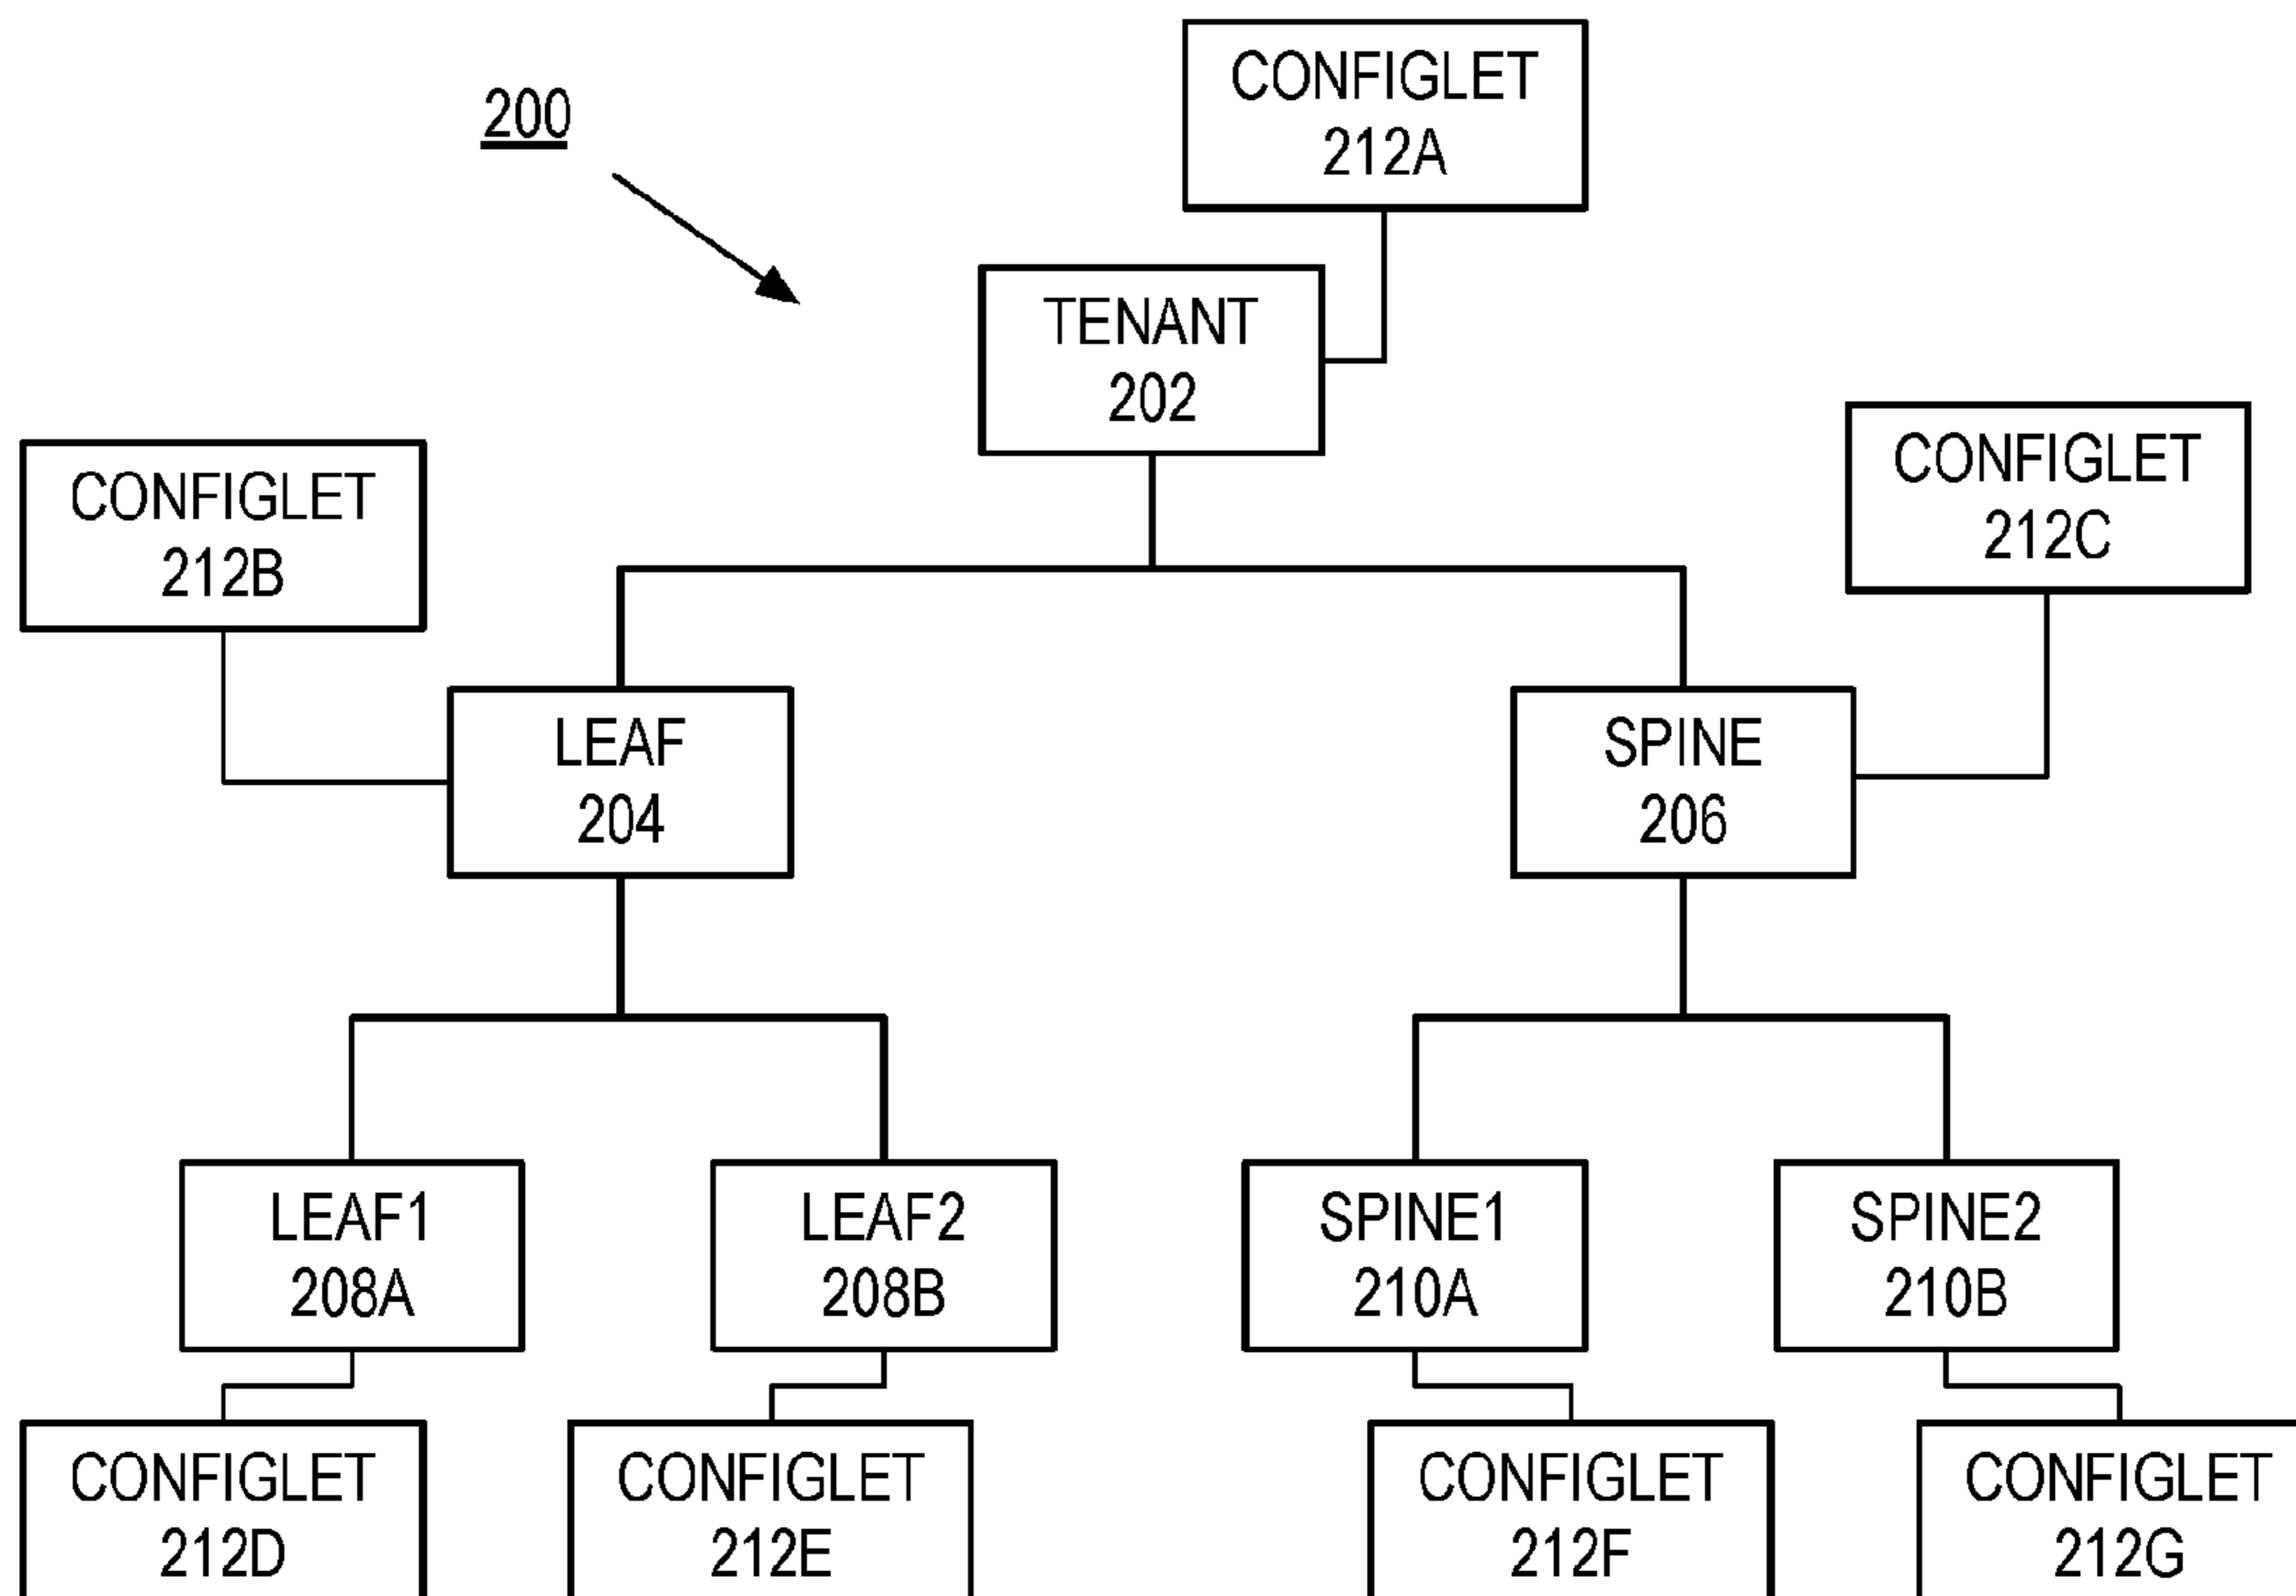 CONFIGLET
212A
200
TENANT
202
CONFIGLET
212B
CONFIGLET
212C
LEAF
204
SPINE
206
LEAF1
208A
LEAF2
208B
SPINE1
210A
SPINE2
210B
CONFIGLET
212D
CONFIGLET
212E
CONFIGLET
212F
CONFIGLET
212G